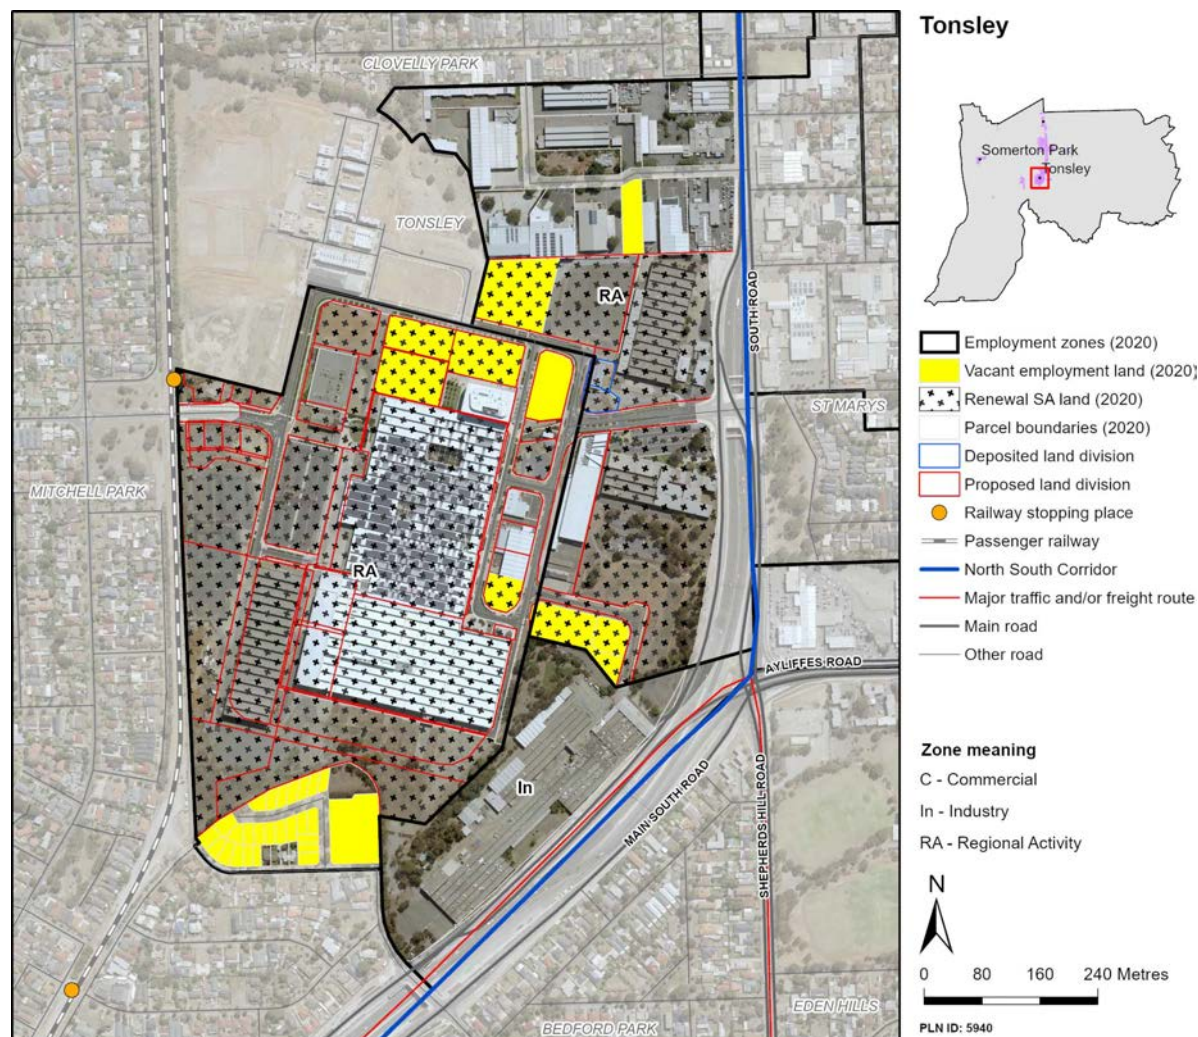 Tonsley
CLOVELLY PARK
TONSLEY
RA
SOUTH ROAD
ST MARYS
MITCHELL PARK
RA
AYLIFFES ROAD
In
MAIN SOUTH ROAD
SHEPHERDS HILL ROAD
EDEN HILLS
BEDFORD PARK
Somerton Park
Tonsley
Employment zones (2020)
Vacant employment land (2020)
Renewal SA land (2020)
Parcel boundaries (2020)
Deposited land division
Proposed land division
Railway stopping place
Passenger railway
North South Corridor
Major traffic and/or freight route
Main road
Other road
Zone meaning
C - Commercial
In - Industry
RA - Regional Activity
N
0 80 160 240 Metres
PLN ID: 5940